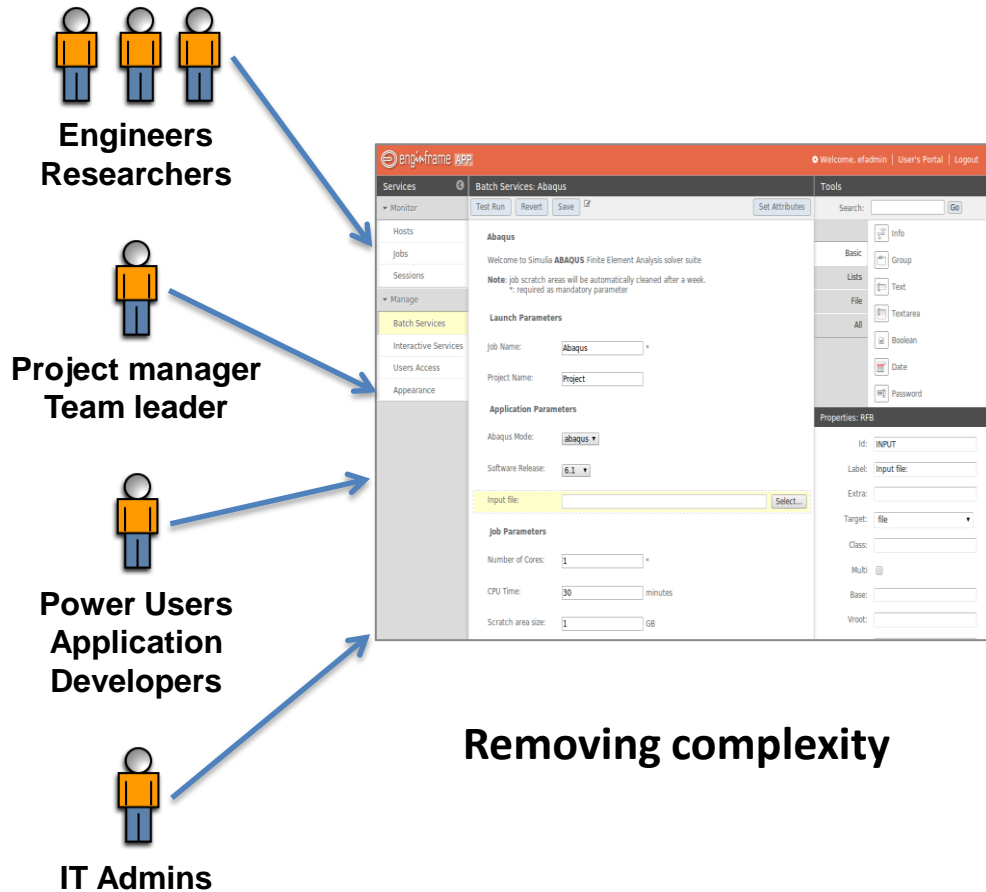 Engineers
Researchers
Project manager
Team leader
Power Users
Application
Developers
IT Admins
enginframe APP
Welcome, efadmin | User's Portal | Logout
Services
Monitor
Hosts
Jobs
Sessions
Manage
Batch Services
Interactive Services
Users Access
Appearance
Batch Services: Abaqus
Test Run Revert Save Set Attributes
Abaqus
Welcome to Simulia ABAQUS Finite Element Analysis solver suite
Note: job scratch areas will be automatically cleaned after a week.
*: required as mandatory parameter
Launch Parameters
Job Name: Abaqus *
Project Name: Project
Application Parameters
Abaqus Mode: abaqus
Software Release: 6.1
Input file: Select...
Job Parameters
Number of Cores: 1 *
CPU Time: 30 minutes
Scratch area size: 1 GB
Tools
Search: Go
Basic
Lists
File
All
Info
Group
Text
Textarea
Boolean
Date
Password
Properties: RFB
Id: INPUT
Label: Input file:
Extra:
Target: file
Class:
Multi
Base:
Vroot:
Removing complexity